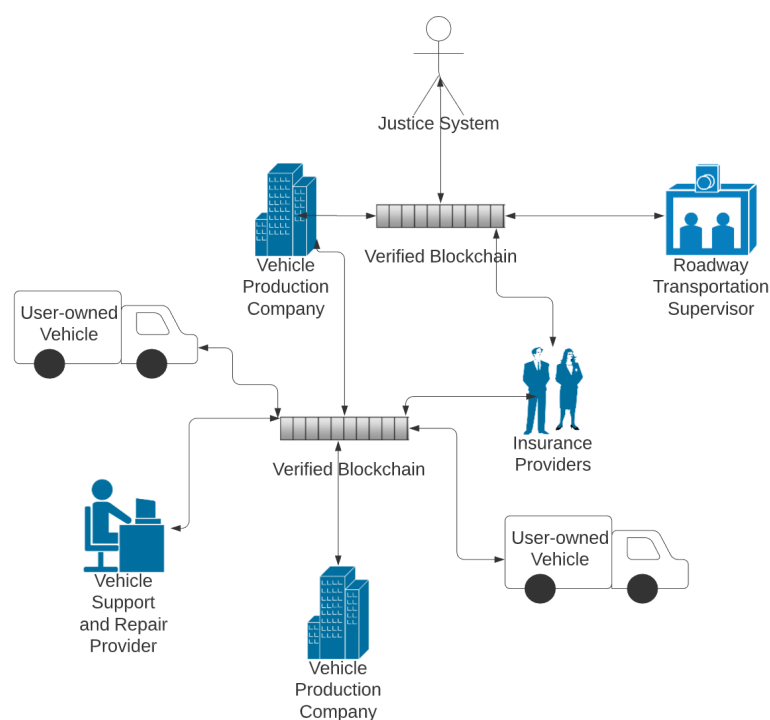 Justice System
Verified Blockchain
Vehicle
Production
Company
Roadway
Transportation
Supervisor
User-owned
Vehicle
Insurance
Providers
Verified Blockchain
User-owned
Vehicle
Vehicle
Support
and Repair
Provider
Vehicle
Production
Company